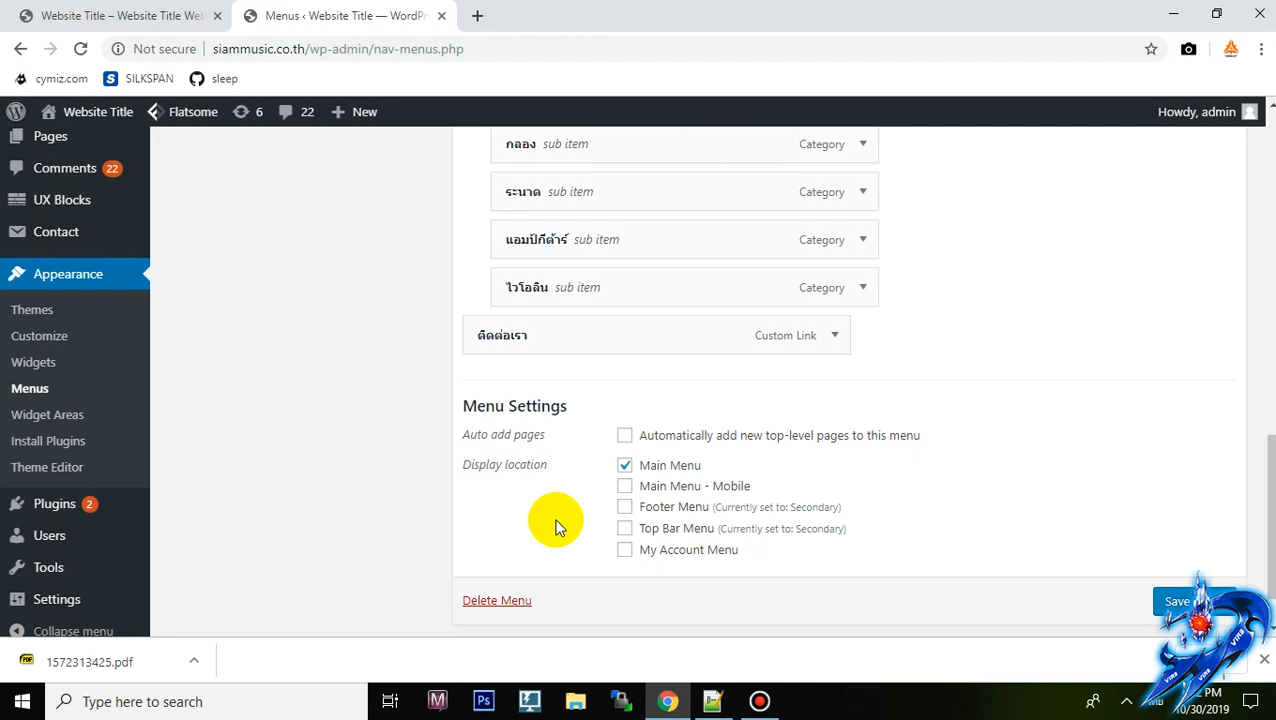 Website Title – Website Title Web
Menus ‹ Website Title — WordPr
Not secure
siammusic.co.th/wp-admin/nav-menus.php
cymiz.com
SILKSPAN
sleep
Website Title
Flatsome
6
22
New
Howdy, admin
Pages
Comments 22
UX Blocks
Contact
Appearance
Themes
Customize
Widgets
Menus
Widget Areas
Install Plugins
Theme Editor
Plugins 2
Users
Tools
Settings
Collapse menu
กลอง sub item Category
ระนาด sub item Category
แอมป์กีต้าร์ sub item Category
ไวโอลิน sub item Category
ติดต่อเรา Custom Link
Menu Settings
Auto add pages
Automatically add new top-level pages to this menu
Display location
Main Menu
Main Menu - Mobile
Footer Menu (Currently set to: Secondary)
Top Bar Menu (Currently set to: Secondary)
My Account Menu
Delete Menu
Save
1572313425.pdf
Type here to search
10/30/2019